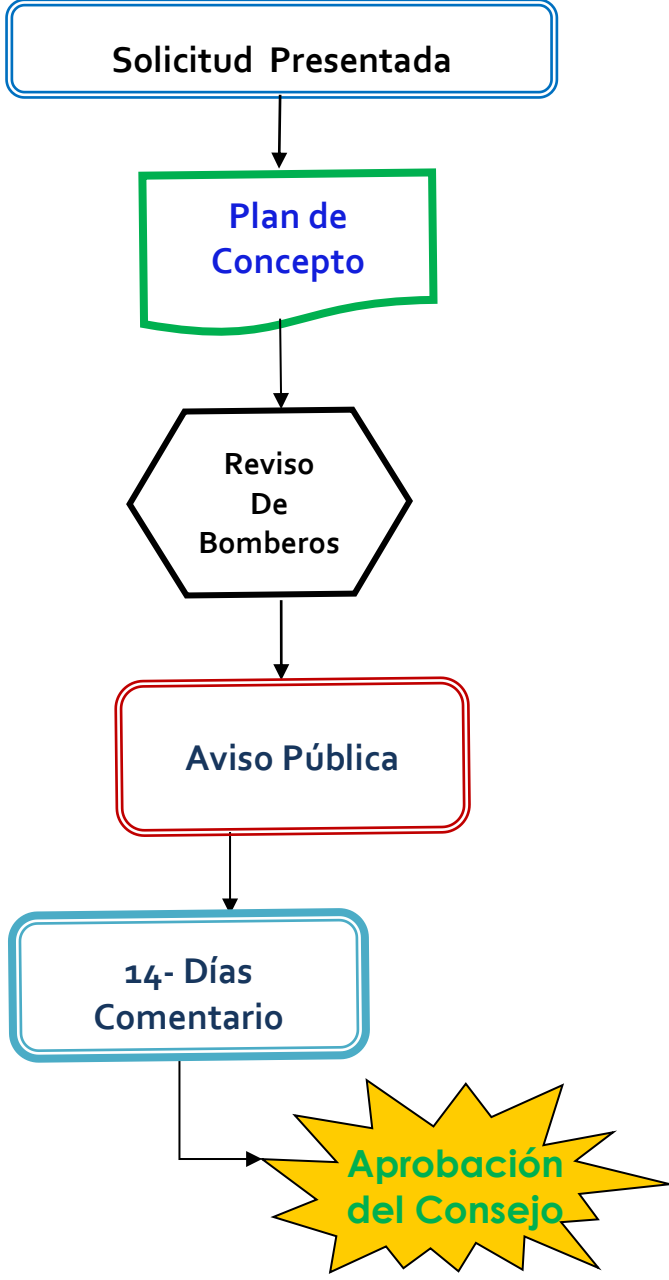 Solicitud Presentada
Plan de
Concepto
Reviso
De
Bomberos
Aviso Pública
14- Días
Comentario
Aprobación
del Consejo